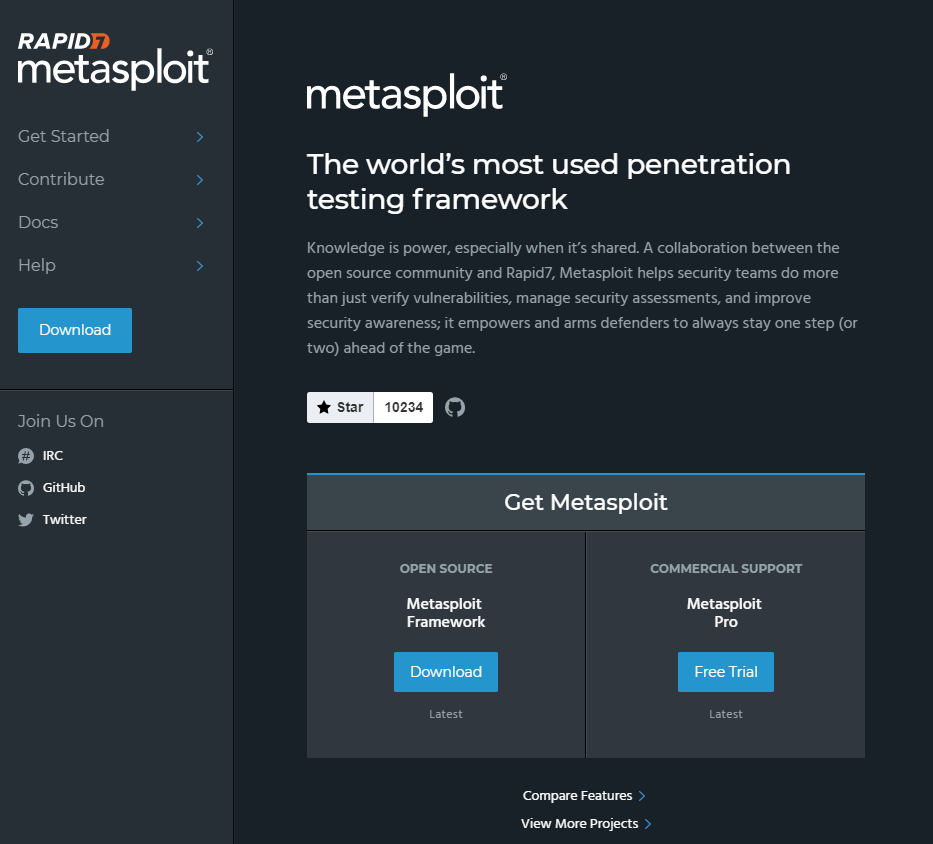 RAPID7
metasploit®
Get Started
Contribute
Docs
Help
Download
Join Us On
IRC
GitHub
Twitter
metasploit®
The world’s most used penetration
testing framework
Knowledge is power, especially when it’s shared. A collaboration between the
open source community and Rapid7, Metasploit helps security teams do more
than just verify vulnerabilities, manage security assessments, and improve
security awareness; it empowers and arms defenders to always stay one step (or
two) ahead of the game.
Star 10234
Get Metasploit
OPEN SOURCE
Metasploit
Framework
Download
Latest
COMMERCIAL SUPPORT
Metasploit
Pro
Free Trial
Latest
Compare Features
View More Projects